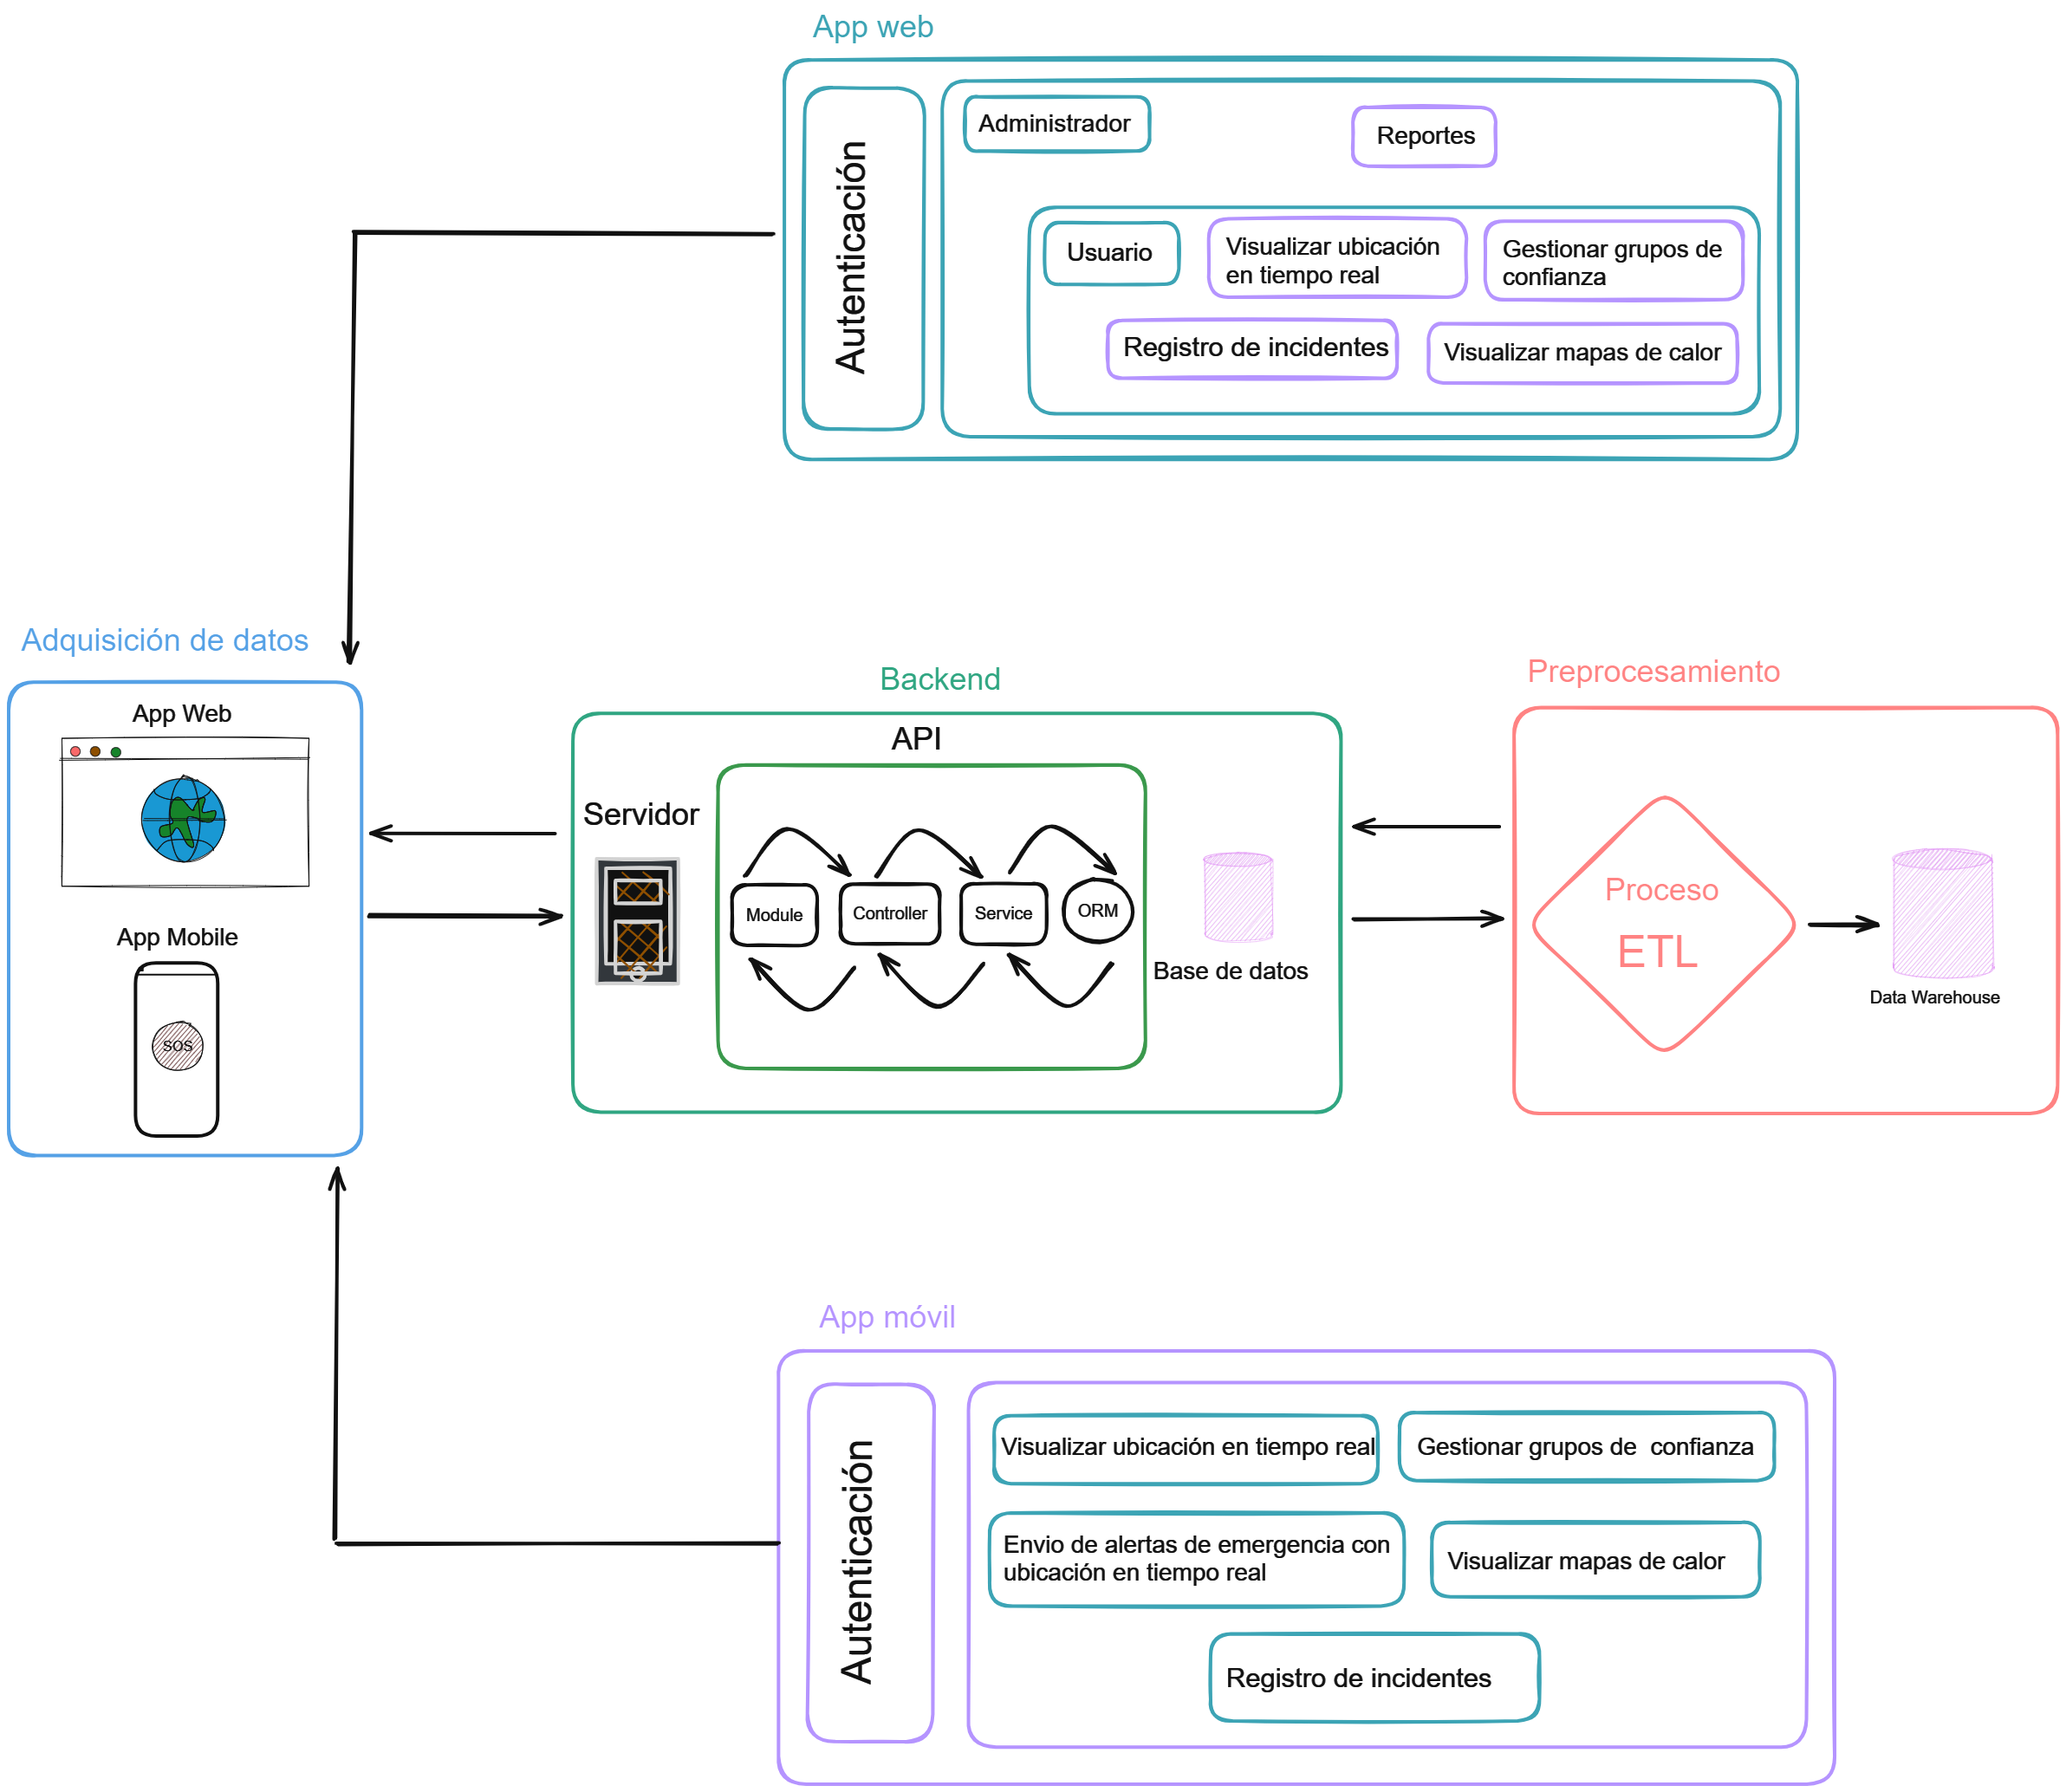 App web
Autenticación
Administrador
Reportes
Usuario
Visualizar ubicación
en tiempo real
Gestionar grupos de
confianza
Registro de incidentes
Visualizar mapas de calor
Adquisición de datos
App Web
App Mobile
SOS
Backend
API
Servidor
Module
Controller
Service
ORM
Base de datos
Preprocesamiento
Proceso
ETL
Data Warehouse
App móvil
Autenticación
Visualizar ubicación en tiempo real
Gestionar grupos de  confianza
Envio de alertas de emergencia con
ubicación en tiempo real
Visualizar mapas de calor
Registro de incidentes